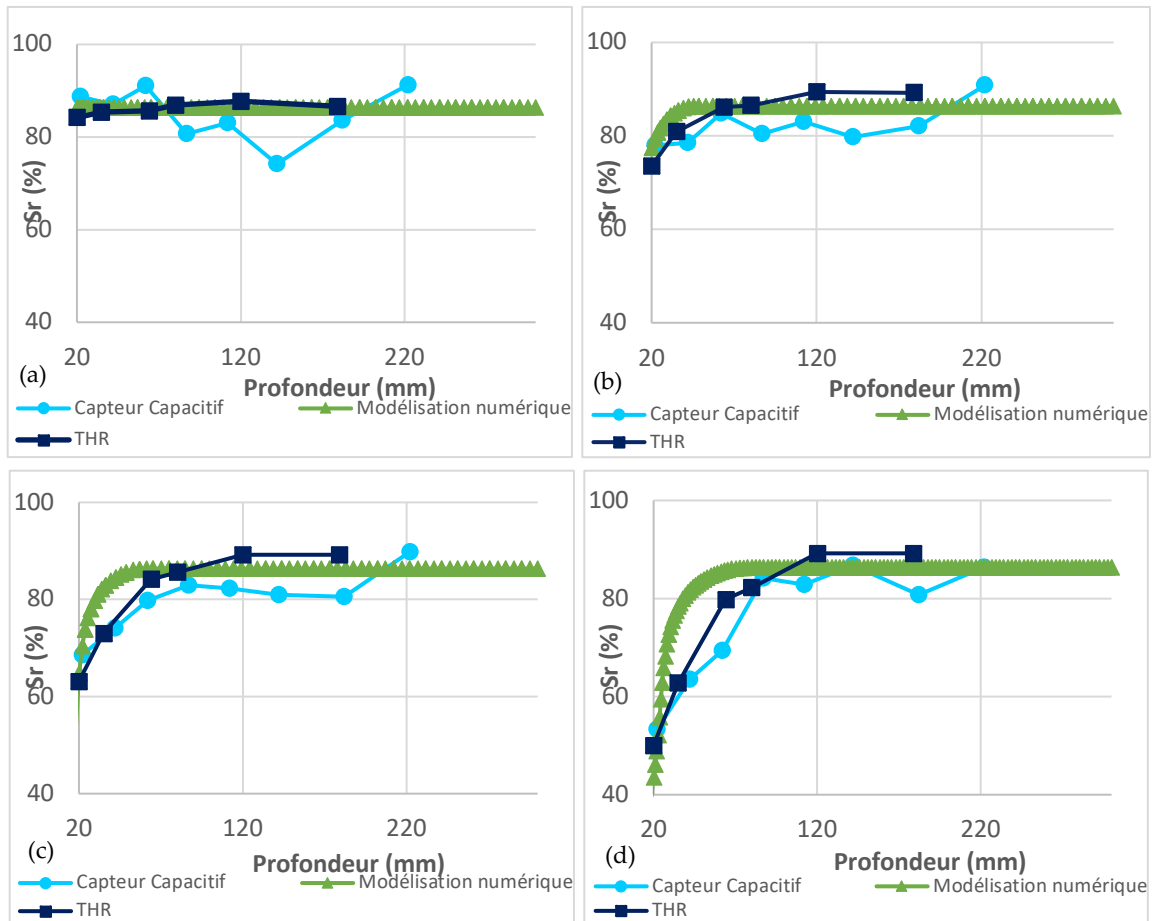 100
80
60
40
Sr (%)
20
120
220
(a)
Profondeur (mm)
Capteur Capacitif
Modélisation numérique
THR
100
80
60
40
Sr (%)
20
120
220
(b)
Profondeur (mm)
Capteur Capacitif
Modélisation numérique
THR
100
80
60
40
Sr (%)
20
120
220
(c)
Profondeur (mm)
Capteur Capacitif
Modélisation numérique
THR
100
80
60
40
Sr (%)
20
120
220
(d)
Profondeur (mm)
Capteur Capacitif
Modélisation numérique
THR